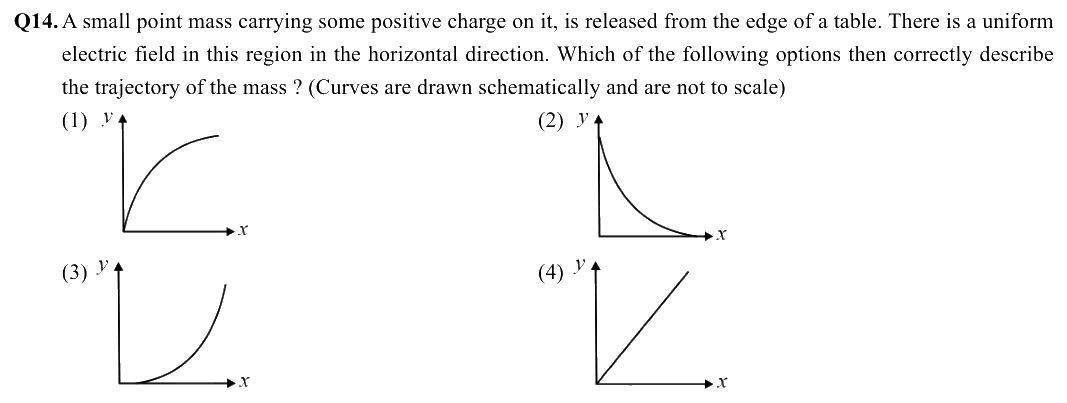 Q14. A small point mass carrying some positive charge on it, is released from the edge of a table. There is a uniform
electric field in this region in the horizontal direction. Which of the following options then correctly describe
the trajectory of the mass ? (Curves are drawn schematically and are not to scale)
(1) y
x
(2) y
x
(3) y
x
(4) y
x